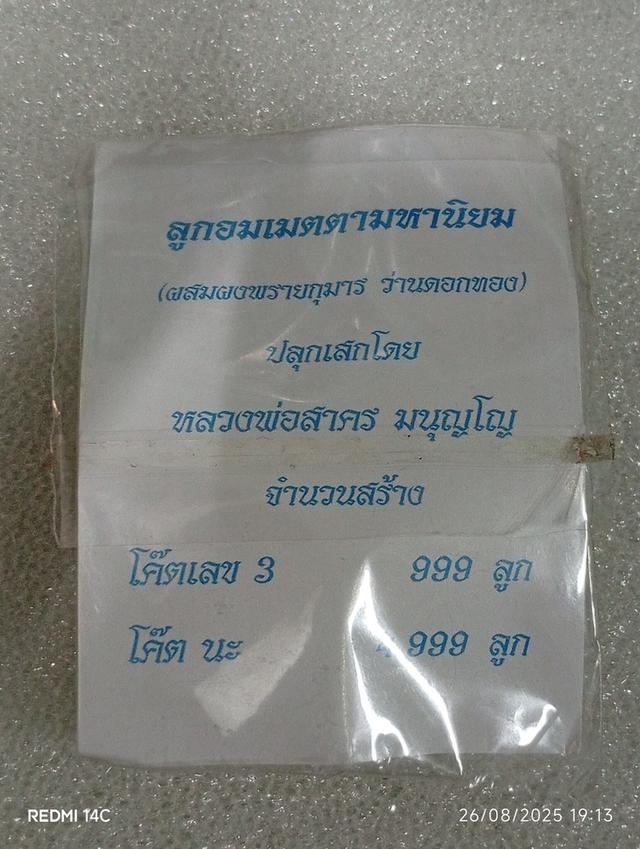 ลูกอมเมตตามหานิยม
(ผสมผงพรายกุมาร ว่านดอกทอง)
ปลุกเสกโดย
หลวงพ่อสาคร มนุญโญ
จำนวนสร้าง
โค๊ตเลข 3 999 ลูก
โค๊ต นะ 999 ลูก
REDMI 14C 26/08/2025 19:13